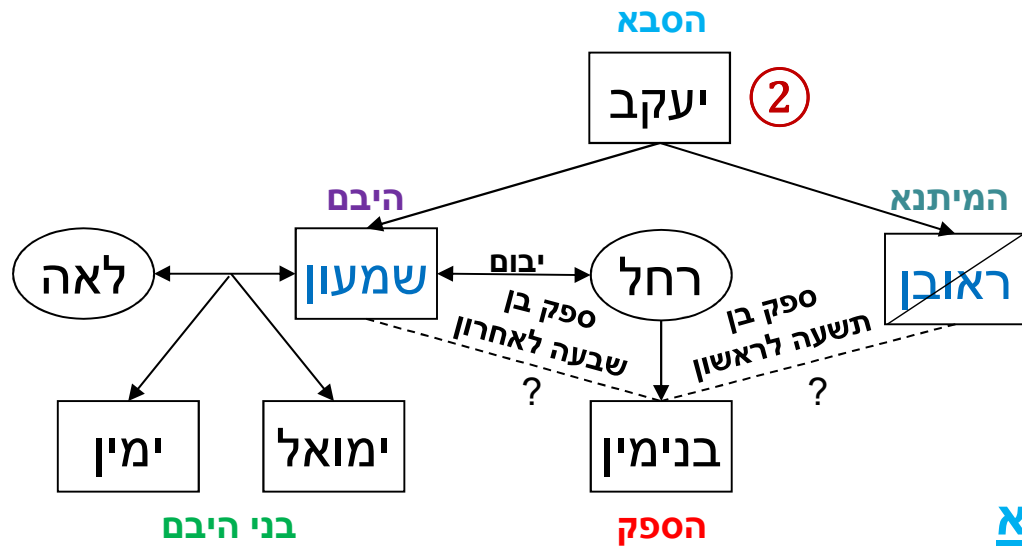 הסבא
יעקב
②
היבם
המיתנא
לאה
שמעון
יבום
רחל
ראובן
ספק בן
שבעה לאחרון
?
ספק בן
תשעה לראשון
?
ימין
ימואל
בנימין
בני היבם
הספק
א